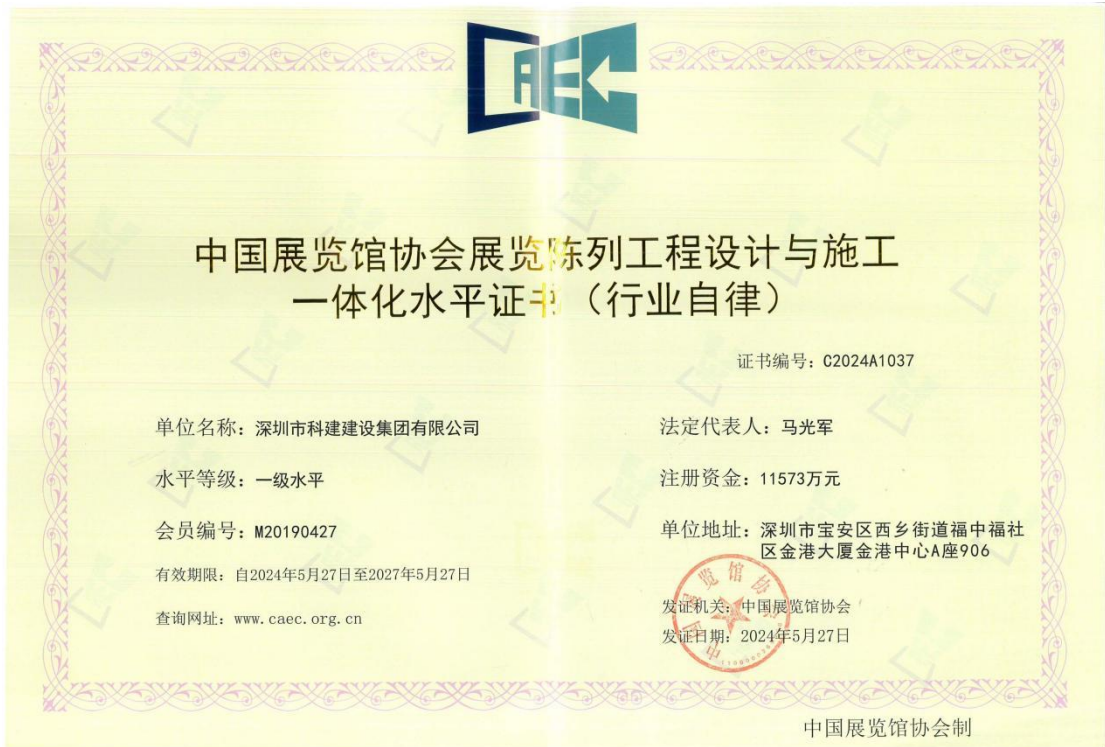 CAEC
中国展览馆协会展览陈列工程设计与施工
一体化水平证书（行业自律）
证书编号：C2024A1037
单位名称：深圳市科建建设集团有限公司
法定代表人：马光军
水平等级：一级水平
注册资金：11573万元
会员编号：M20190427
单位地址：深圳市宝安区西乡街道福中福社
区金港大厦金港中心A座906
有效期限：自2024年5月27日至2027年5月27日
查询网址：www.caec.org.cn
发证机关：中国展览馆协会
发证日期：2024年5月27日
中国展览馆协会
中国展览馆协会制